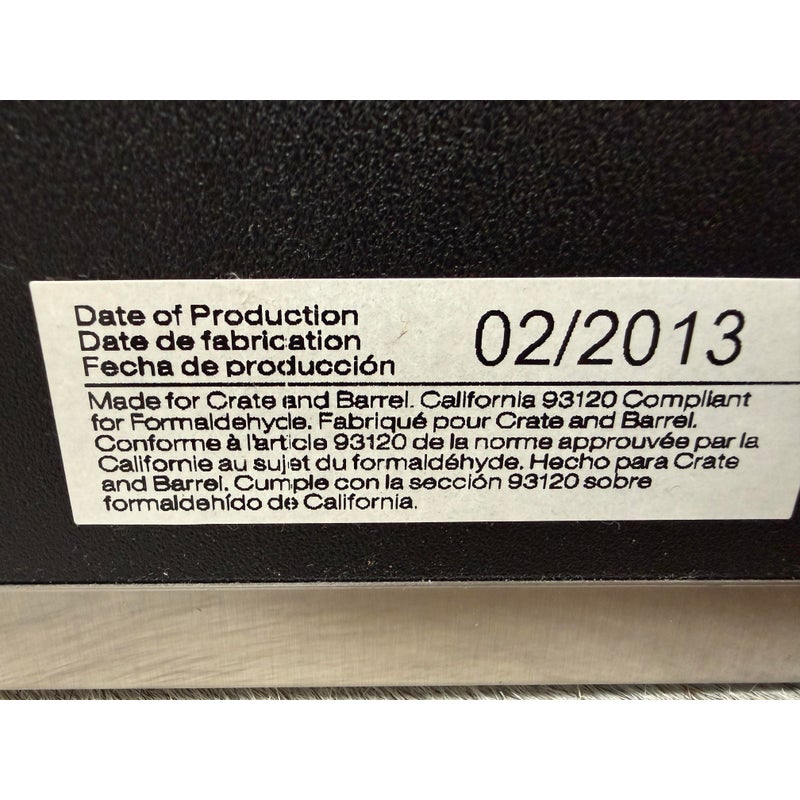 Date of Production
Date de fabrication
Fecha de producción
02/2013
Made for Crate and Barrel. California 93120 Compliant
for Formaldehyde. Fabriqué pour Crate and Barrel.
Conforme à l'article 93120 de la norme approuvée par la
Californie au sujet du formaldéhyde. Hecho para Crate
and Barrel. Cumple con la sección 93120 sobre
formaldehído de California.